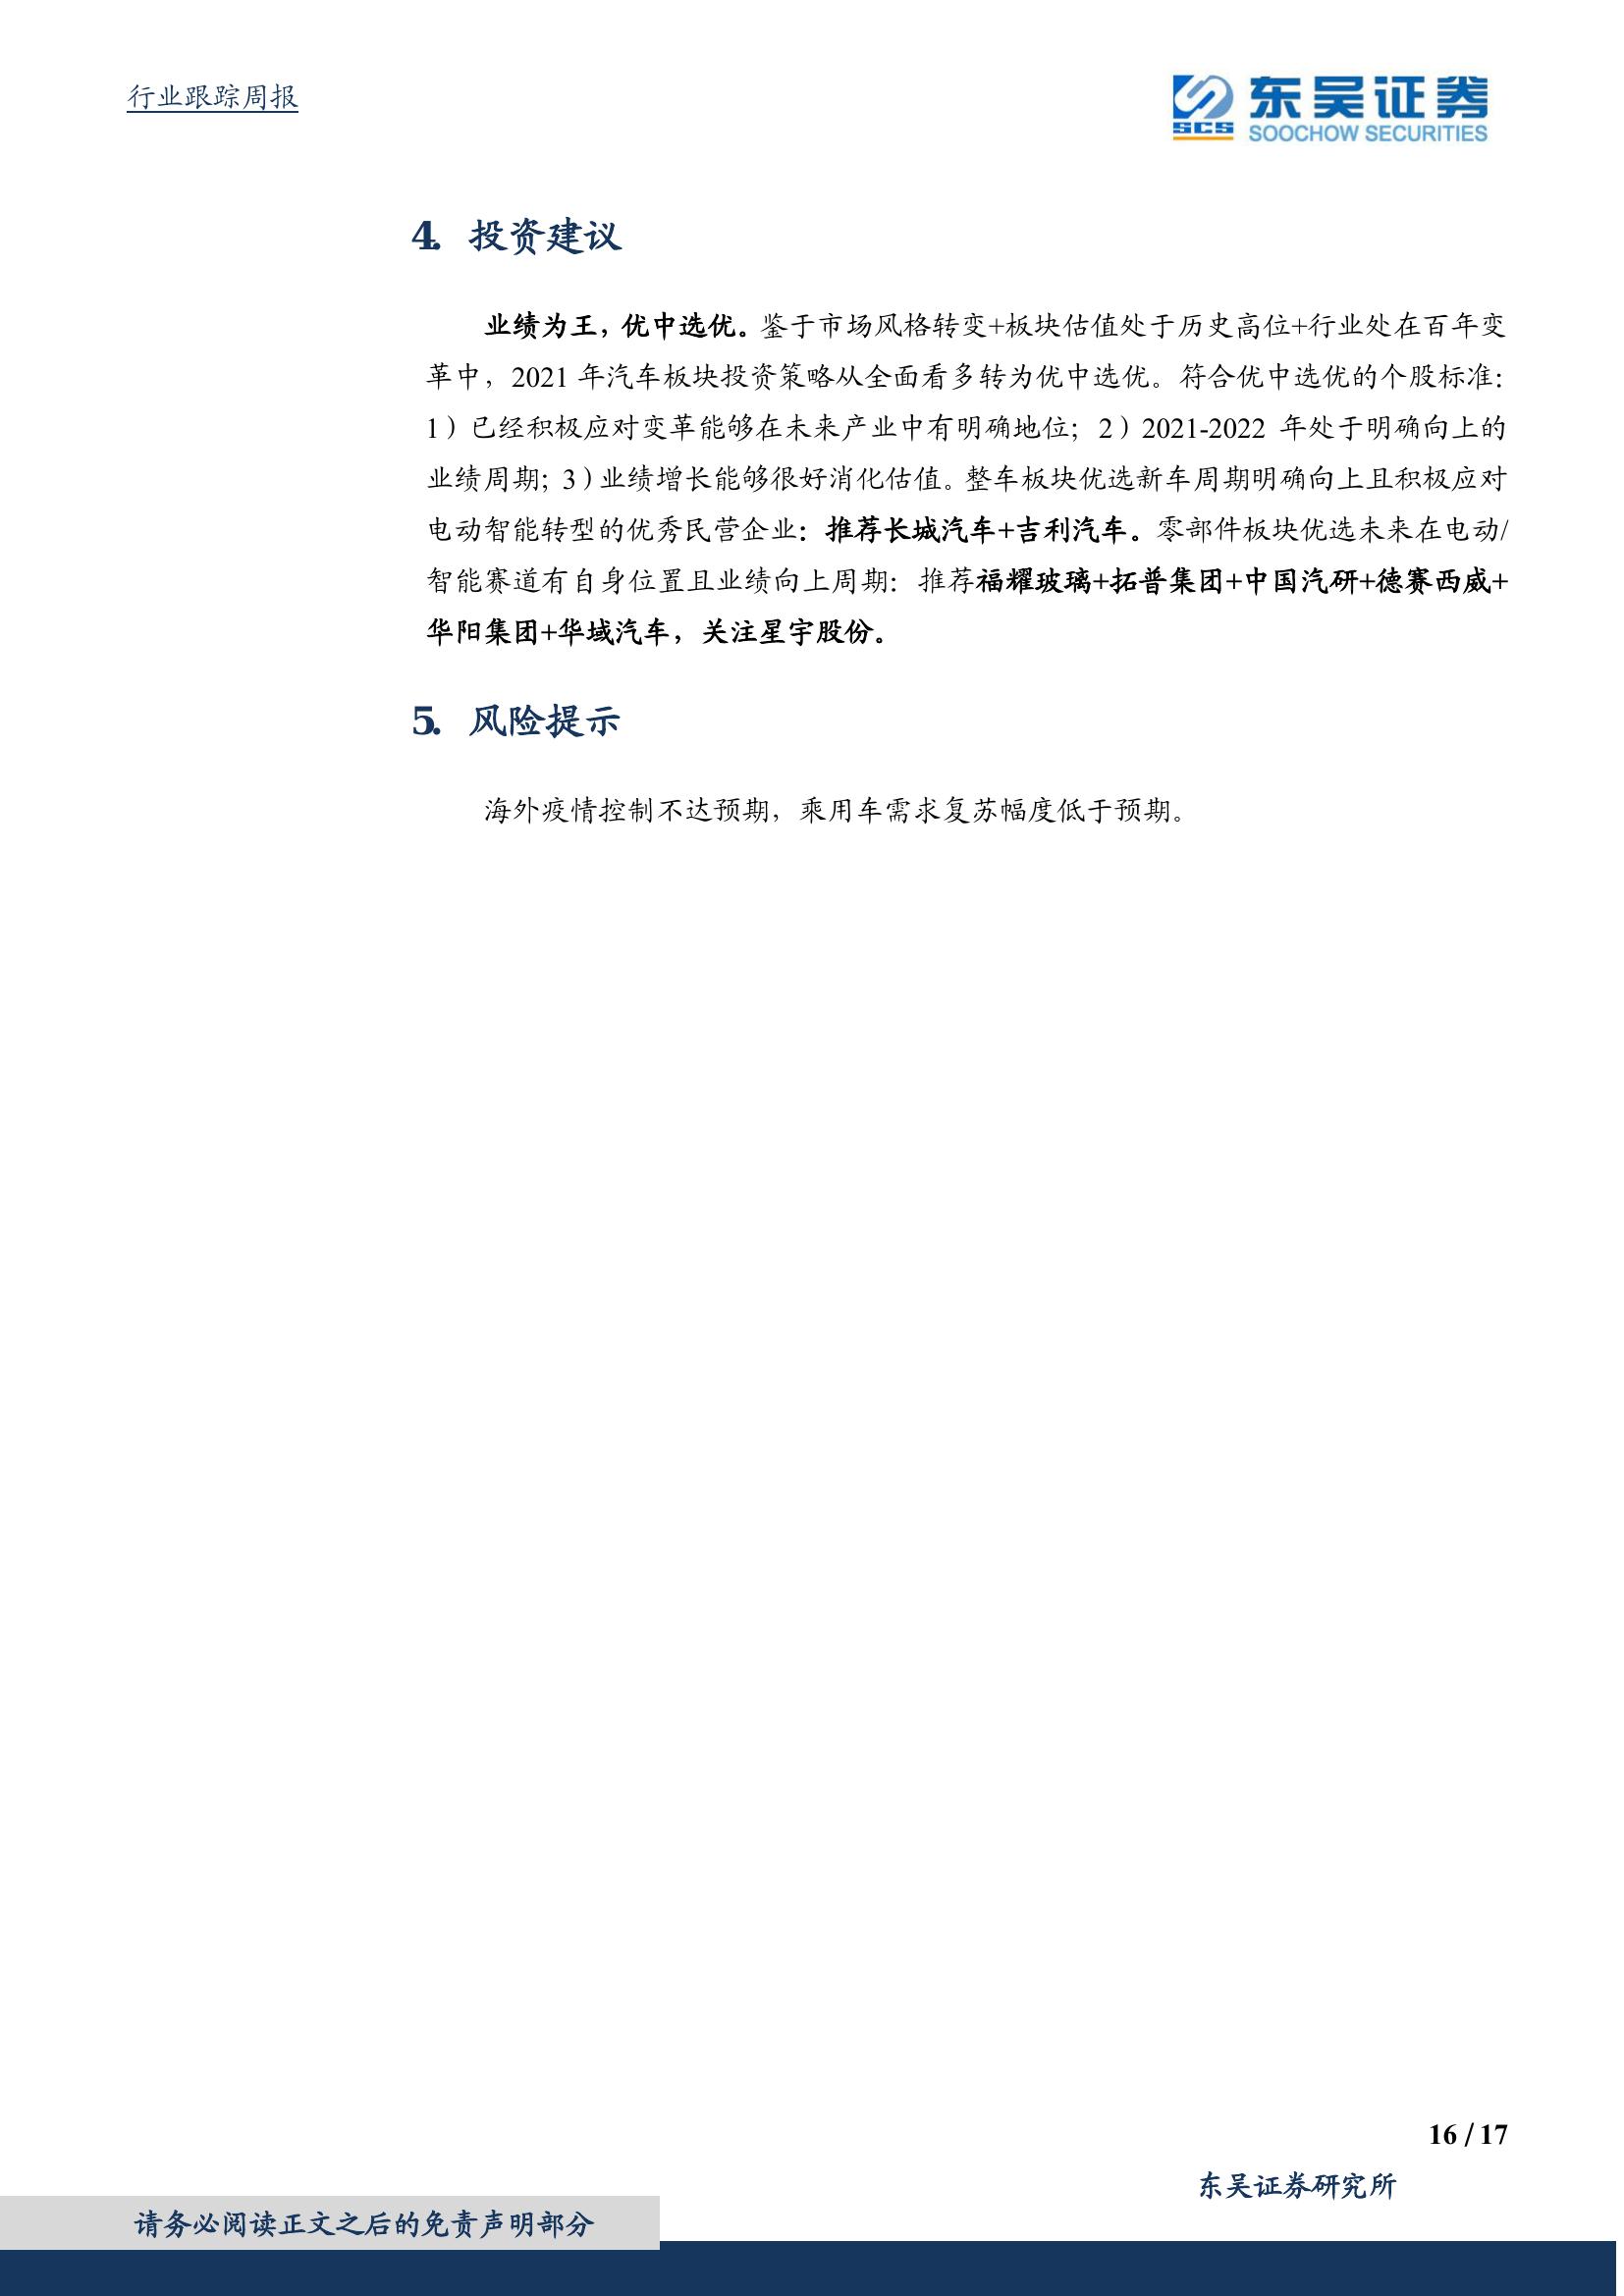 行业跟踪周报
SCS
东吴证券
SOOCHOW SECURITIES
4. 投资建议
业绩为王，优中选优。鉴于市场风格转变+板块估值处于历史高位+行业处在百年变
革中，2021 年汽车板块投资策略从全面看多转为优中选优。符合优中选优的个股标准：
1）已经积极应对变革能够在未来产业中有明确地位；2）2021-2022 年处于明确向上的
业绩周期；3）业绩增长能够很好消化估值。整车板块优选新车周期明确向上且积极应对
电动智能转型的优秀民营企业：推荐长城汽车+吉利汽车。零部件板块优选未来在电动/
智能赛道有自身位置且业绩向上周期：推荐福耀玻璃+拓普集团+中国汽研+德赛西威+
华阳集团+华域汽车，关注星宇股份。
5. 风险提示
海外疫情控制不达预期，乘用车需求复苏幅度低于预期。
16 / 17
东吴证券研究所
请务必阅读正文之后的免责声明部分